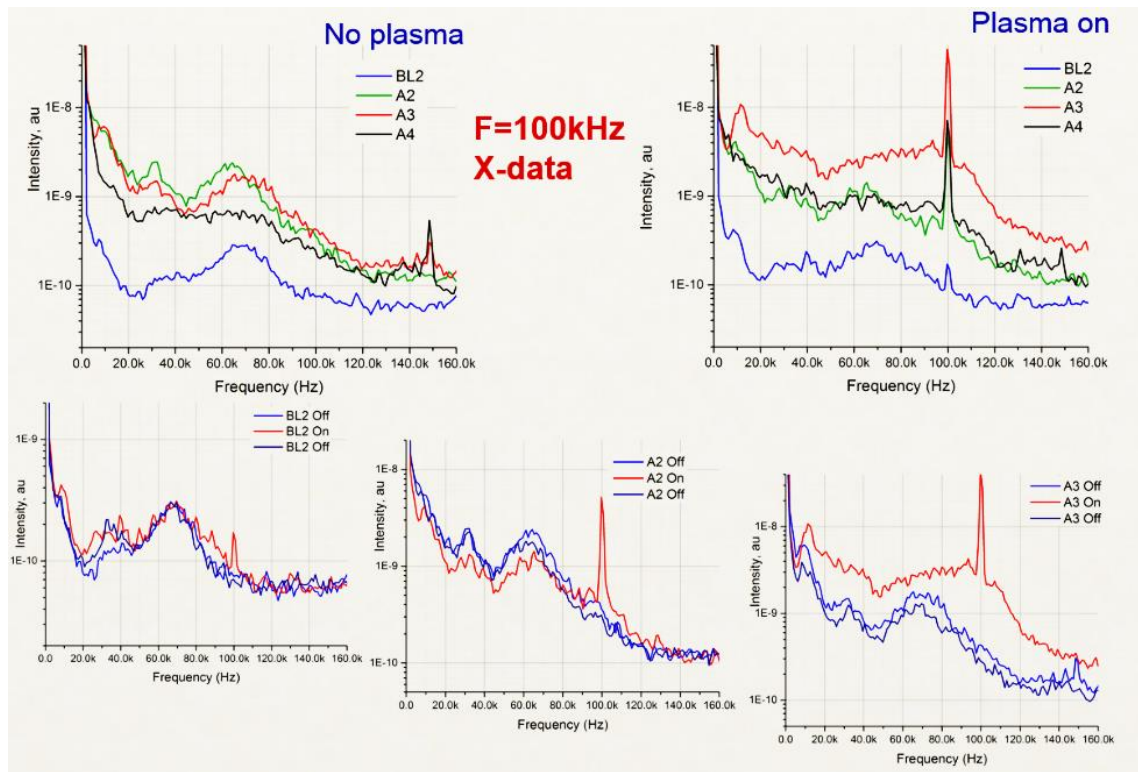 No plasma
BL2
A2
A3
A4
1E-8
1E-9
1E-10
Intensity, au
0.0 20.0k 40.0k 60.0k 80.0k 100.0k 120.0k 140.0k 160.0k
Frequency (Hz)
F=100kHz
X-data
Plasma on
BL2
A2
A3
A4
1E-8
1E-9
1E-10
Intensity, au
0.0 20.0k 40.0k 60.0k 80.0k 100.0k 120.0k 140.0k 160.0k
Frequency (Hz)
BL2 Off
BL2 On
BL2 Off
1E-9
1E-10
Intensity, au
0.0 20.0k 40.0k 60.0k 80.0k 100.0k 120.0k 140.0k 160.0k
Frequency (Hz)
A2 Off
A2 On
A2 Off
1E-8
1E-9
1E-10
Intensity, au
0.0 20.0k 40.0k 60.0k 80.0k 100.0k 120.0k 140.0k 160.0k
Frequency (Hz)
A3 Off
A3 On
A3 Off
1E-8
1E-9
1E-10
Intensity, au
0.0 20.0k 40.0k 60.0k 80.0k 100.0k 120.0k 140.0k 160.0k
Frequency (Hz)